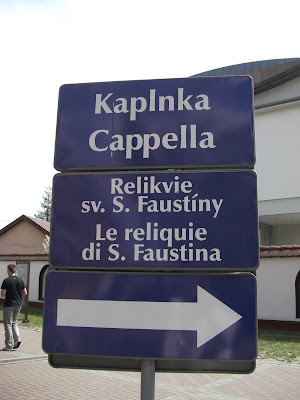 Kaplnka
Cappella
Relikvie
sv. S. Faustíny
Le reliquie
di S. Faustina